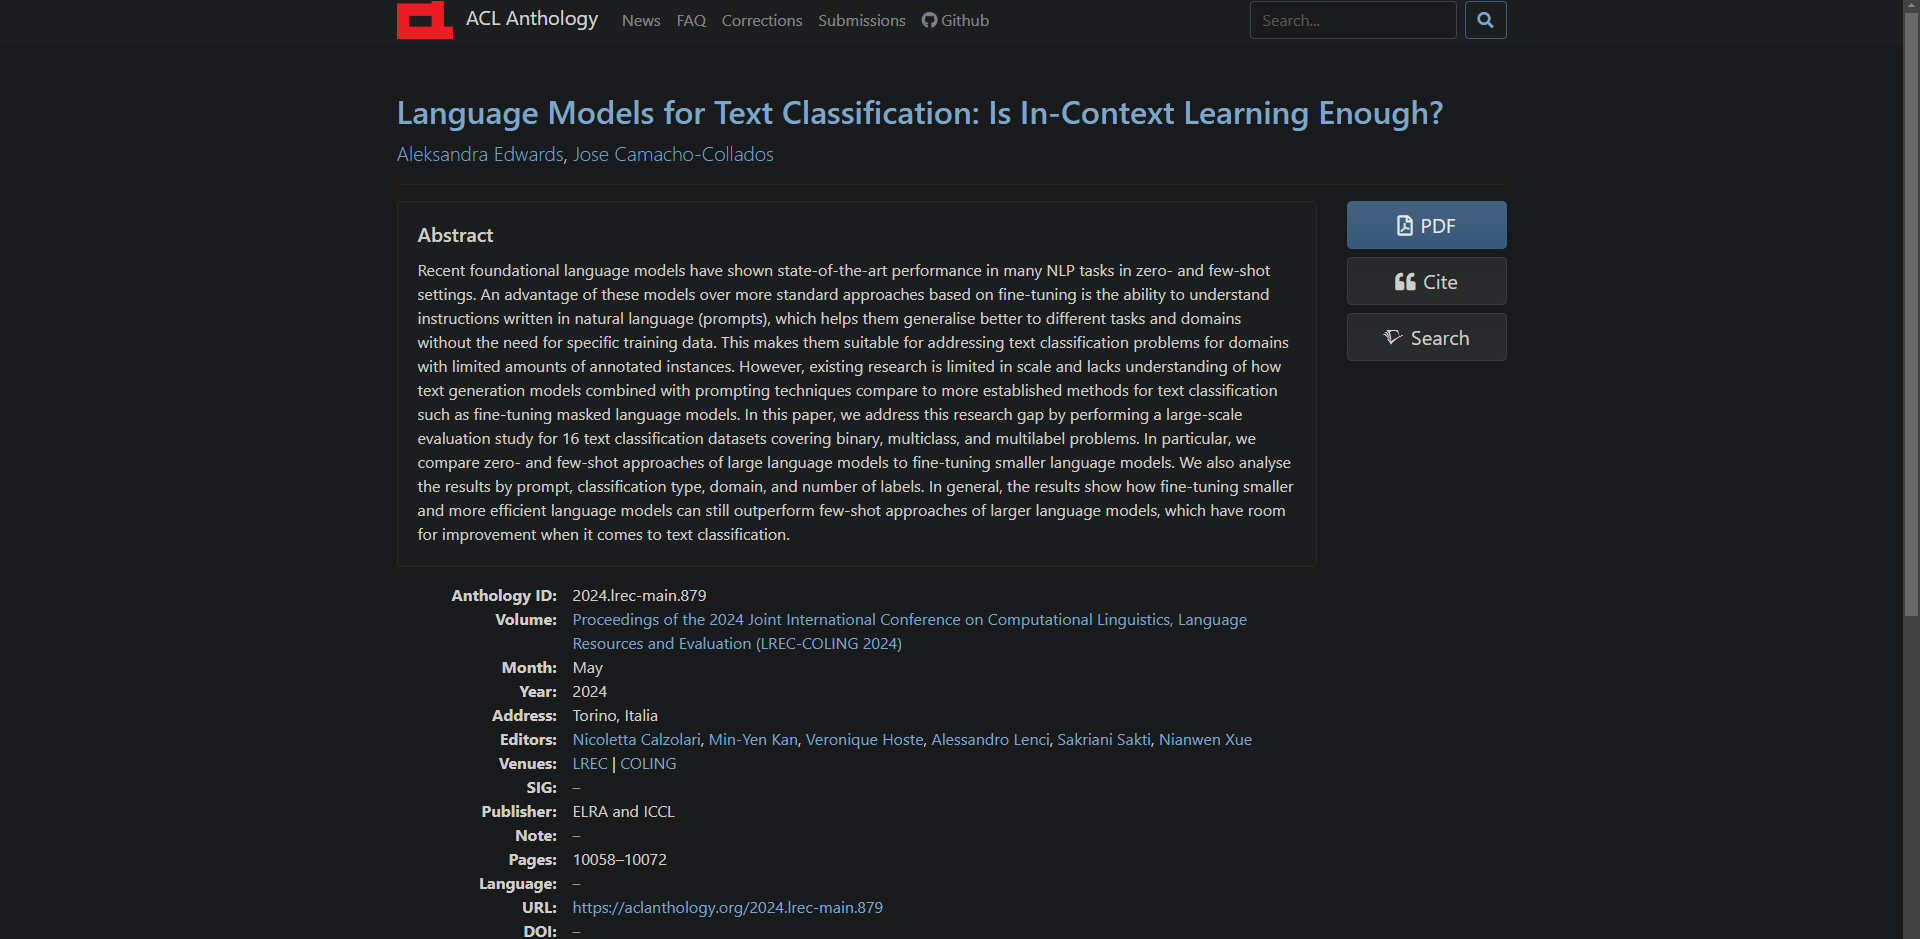 ACL Anthology News FAQ Corrections Submissions Github Search...
Language Models for Text Classification: Is In-Context Learning Enough?
Aleksandra Edwards, Jose Camacho-Collados
Abstract
Recent foundational language models have shown state-of-the-art performance in many NLP tasks in zero- and few-shot
settings. An advantage of these models over more standard approaches based on fine-tuning is the ability to understand
instructions written in natural language (prompts), which helps them generalise better to different tasks and domains
without the need for specific training data. This makes them suitable for addressing text classification problems for domains
with limited amounts of annotated instances. However, existing research is limited in scale and lacks understanding of how
text generation models combined with prompting techniques compare to more established methods for text classification
such as fine-tuning masked language models. In this paper, we address this research gap by performing a large-scale
evaluation study for 16 text classification datasets covering binary, multiclass, and multilabel problems. In particular, we
compare zero- and few-shot approaches of large language models to fine-tuning smaller language models. We also analyse
the results by prompt, classification type, domain, and number of labels. In general, the results show how fine-tuning smaller
and more efficient language models can still outperform few-shot approaches of larger language models, which have room
for improvement when it comes to text classification.
PDF
Cite
Search
Anthology ID: 2024.lrec-main.879
Volume: Proceedings of the 2024 Joint International Conference on Computational Linguistics, Language
Resources and Evaluation (LREC-COLING 2024)
Month: May
Year: 2024
Address: Torino, Italia
Editors: Nicoletta Calzolari, Min-Yen Kan, Veronique Hoste, Alessandro Lenci, Sakriani Sakti, Nianwen Xue
Venues: LREC | COLING
SIG: –
Publisher: ELRA and ICCL
Note: –
Pages: 10058–10072
Language: –
URL: https://aclanthology.org/2024.lrec-main.879
DOI: –